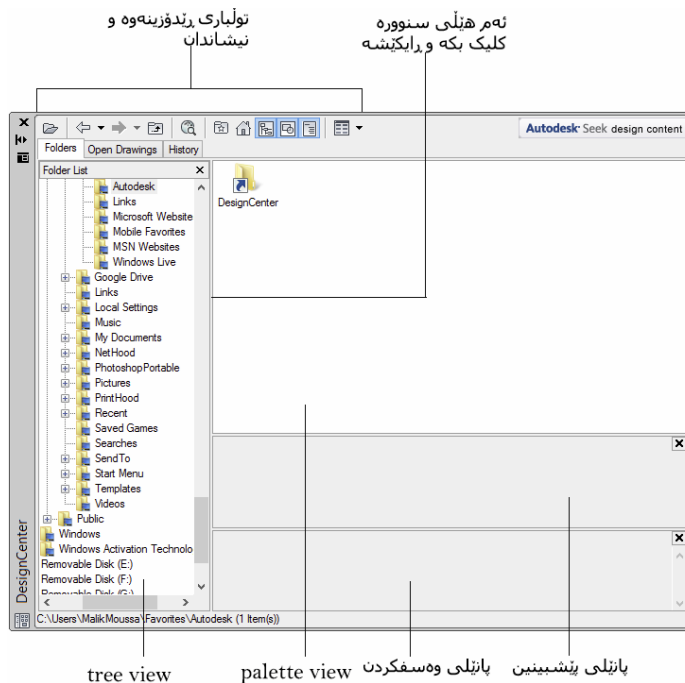 تولْباری ڕێدۆزینەوە و
نیشاندان
ئەم هێڵی سنوورە
کلیک بکە و ڕایکێشە
Autodesk Seek design content
Folders Open Drawings History
Folder List
Autodesk
Links
Microsoft Website
Mobile Favorites
MSN Websites
Windows Live
Google Drive
Links
Local Settings
Music
My Documents
NetHood
PhotoshopPortable
Pictures
PrintHood
Recent
Saved Games
Searches
SendTo
Start Menu
Templates
Videos
Public
Windows
Windows Activation Technolo
Removable Disk (E:)
Removable Disk (F:)
Removable Disk (G:)
DesignCenter
DesignCenter
C:\Users\MalikMoussa\Favorites\Autodesk (1 Item(s))
tree view
palette view
پانێڵی وەسفکردن
پانێڵی پێشبینین